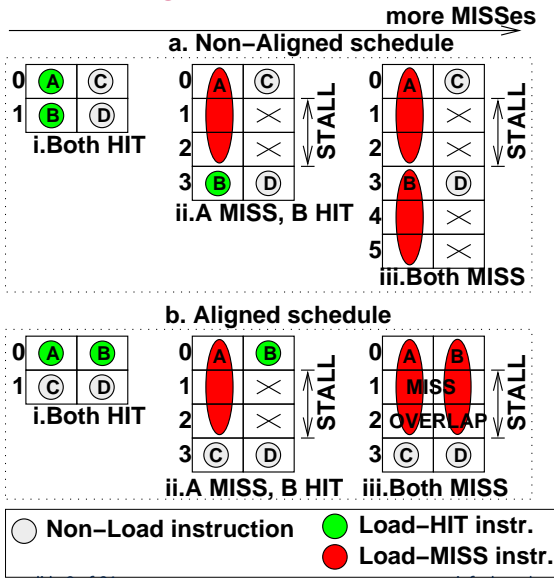 more MISSes
a. Non-Aligned schedule
0 A C
1 B D
i.Both HIT
0 A C
1
2
3 B D
STALL
ii.A MISS, B HIT
0 A C
1
2
3 B D
4
5
STALL
iii.Both MISS
b. Aligned schedule
0 A B
1 C D
i.Both HIT
0 A B
1
2
3 C D
STALL
ii.A MISS, B HIT
0 A B
1 MISS
2 OVERLAP
3 C D
STALL
iii.Both MISS
Non-Load instruction
Load-HIT instr.
Load-MISS instr.